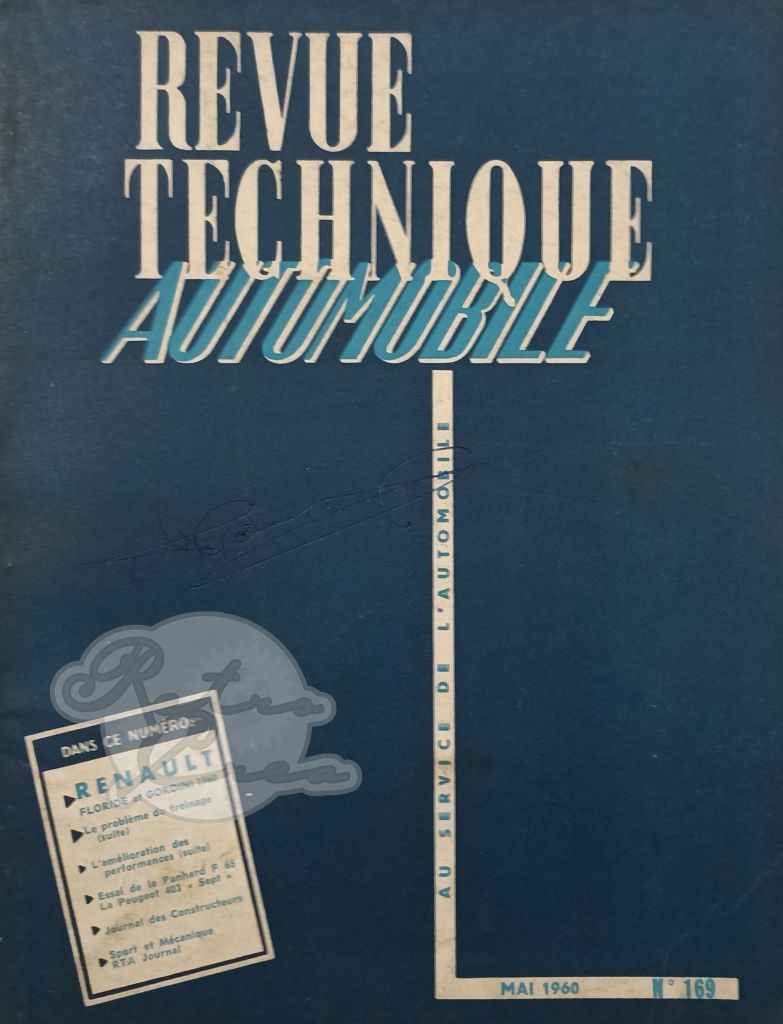 REVUE
TECHNIQUE
AUTOMOBILE
AU SERVICE DE L'AUTOMOBILE
Retro
Crea
DANS CE NUMÉRO:
RENAULT
FLORIDE et GORDINI 1960
Le problème du freinage
(suite)
L'amélioration des
performances (suite)
Essai de la Panhard F 65
La Peugeot 403 « Sept »
Journal des Constructeurs
Sport et Mécanique
RTA Journal
MAI 1960 N° 169